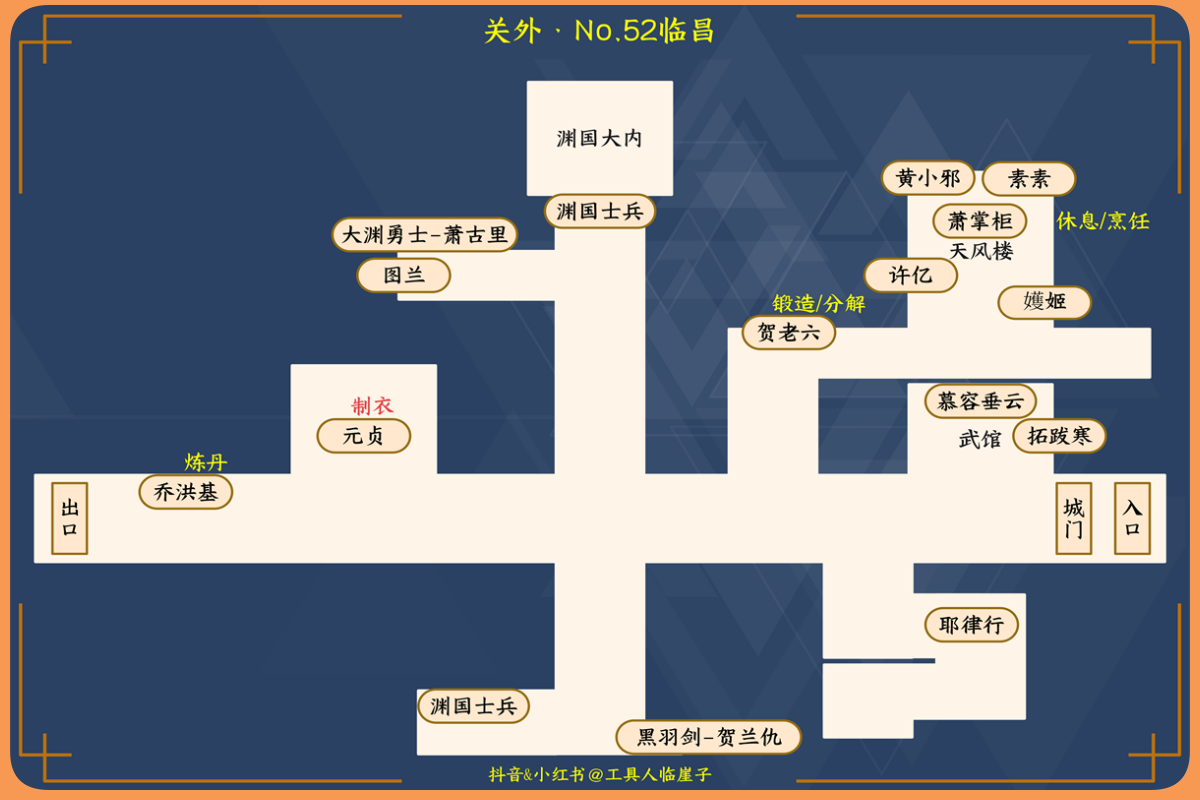 关外 · No.52临昌
渊国大内
渊国士兵
黄小邪
素素
萧掌柜
休息/烹饪
天风楼
大渊勇士-萧古里
图兰
许亿
嬳姬
锻造/分解
贺老六
慕容垂云
武馆
拓跋寒
制衣
元贞
炼丹
乔洪基
出口
城门
入口
耶律行
渊国士兵
黑羽剑-贺兰仇
抖音&小红书@工具人临崖子